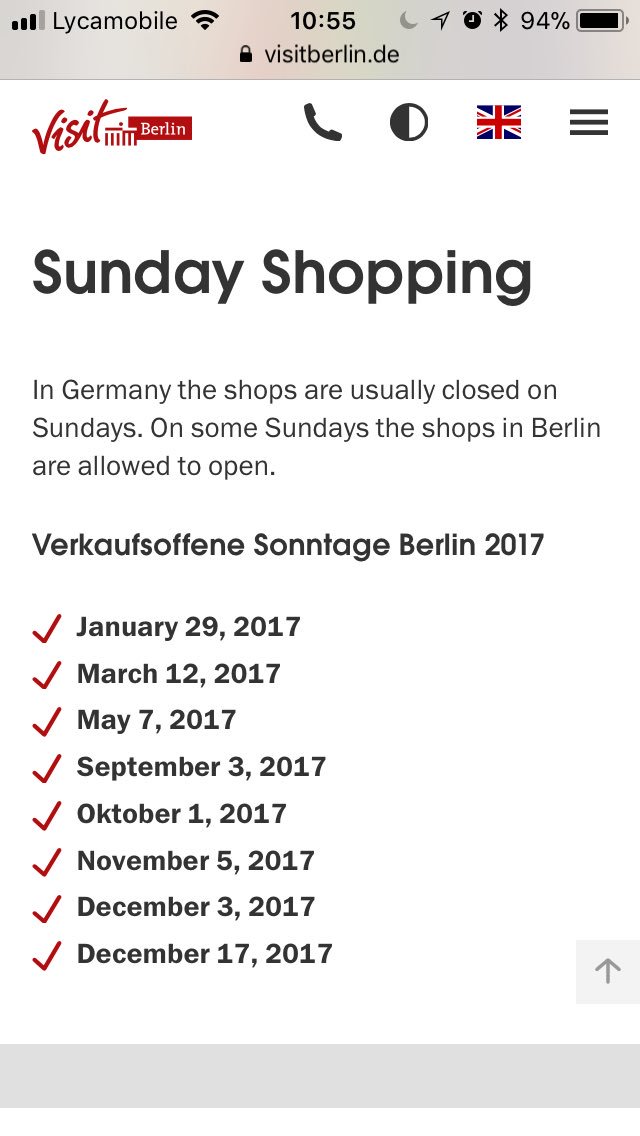 Lycamobile 10:55 94%
visitberlin.de
Visit Berlin
Sunday Shopping
In Germany the shops are usually closed on
Sundays. On some Sundays the shops in Berlin
are allowed to open.
Verkaufsoffene Sonntage Berlin 2017
January 29, 2017
March 12, 2017
May 7, 2017
September 3, 2017
Oktober 1, 2017
November 5, 2017
December 3, 2017
December 17, 2017